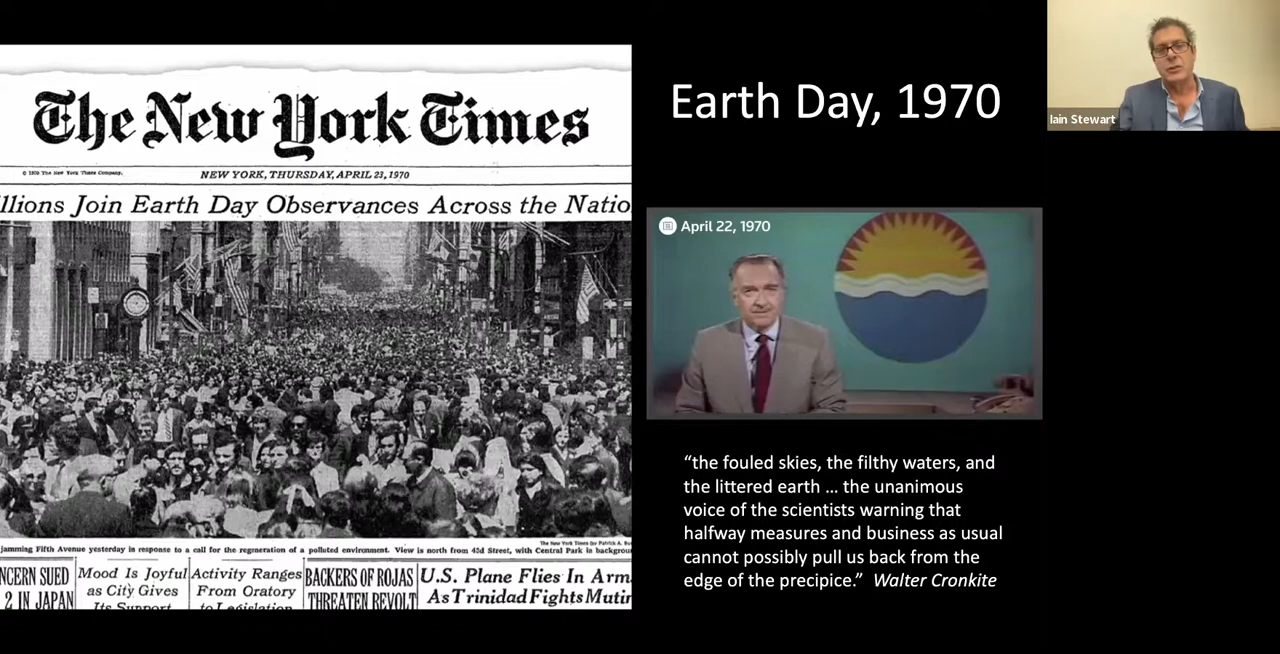 The New York Times
© 1970 The New York Times Company.
NEW YORK, THURSDAY, APRIL 23, 1970
illions Join Earth Day Observances Across the Natio
The New York Times (by Patrick A. Bu
jamming Fifth Avenue yesterday in response to a call for the regeneration of a polluted environment. View is north from 43d Street, with Central Park in backgrou
NCERN SUED
2 IN JAPAN
Mood Is Joyful
as City Gives
Its Support
Activity Ranges
From Oratory
to Legislation
BACKERS OF ROJAS
THREATEN REVOLT
U.S. Plane Flies In Arm
As Trinidad Fights Mutin
Earth Day, 1970
April 22, 1970
“the fouled skies, the filthy waters, and
the littered earth … the unanimous
voice of the scientists warning that
halfway measures and business as usual
cannot possibly pull us back from the
edge of the precipice.” Walter Cronkite
Iain Stewart